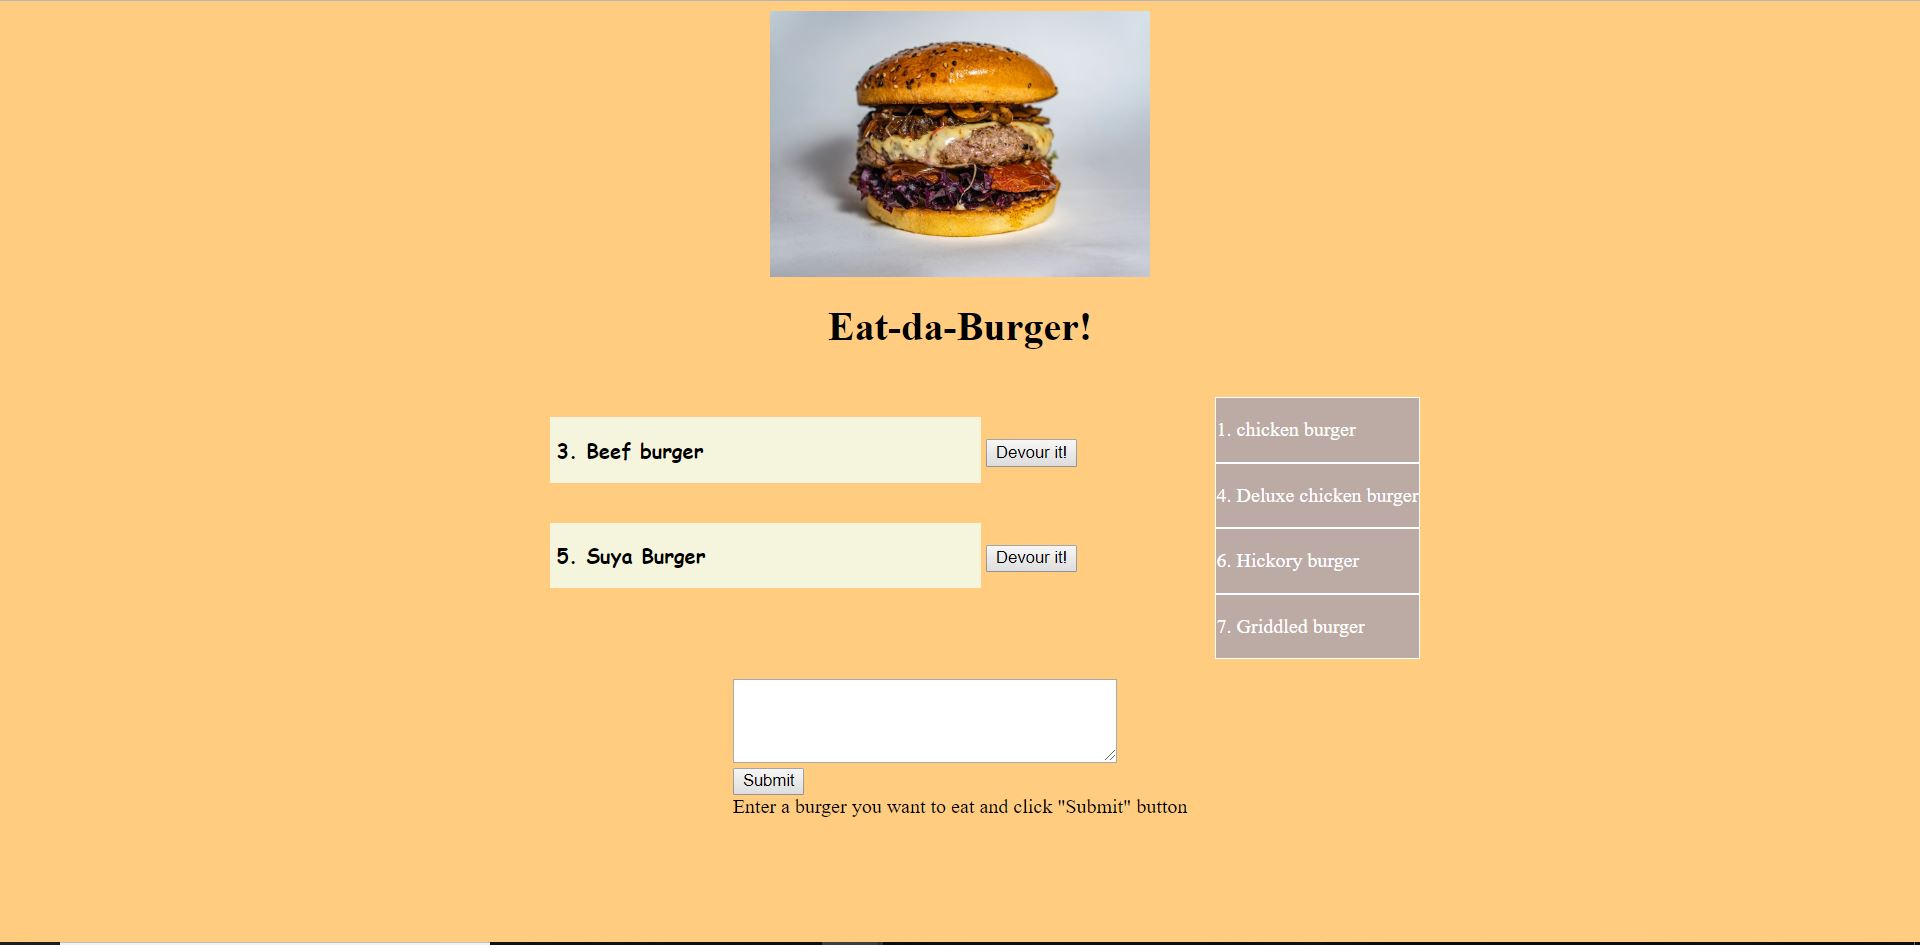 Eat-da-Burger!
3. Beef burger
Devour it!
5. Suya Burger
Devour it!
1. chicken burger
4. Deluxe chicken burger
6. Hickory burger
7. Griddled burger
Submit
Enter a burger you want to eat and click "Submit" button